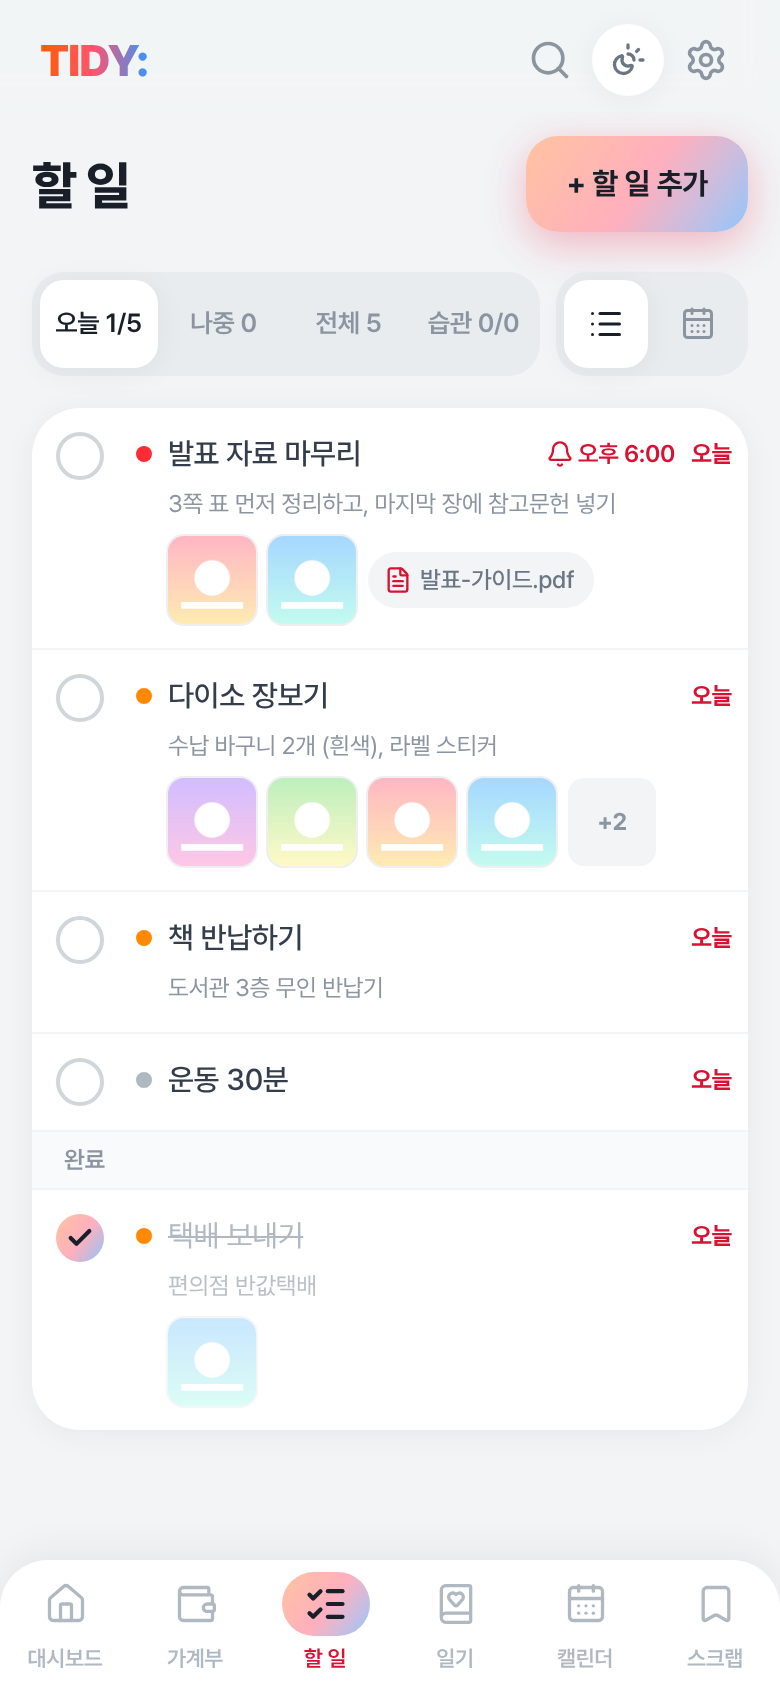 TIDY:
할 일
+ 할 일 추가
오늘 1/5
나중 0
전체 5
습관 0/0
발표 자료 마무리
오후 6:00 오늘
3쪽 표 먼저 정리하고, 마지막 장에 참고문헌 넣기
발표-가이드.pdf
다이소 장보기
오늘
수납 바구니 2개 (흰색), 라벨 스티커
+2
책 반납하기
오늘
도서관 3층 무인 반납기
운동 30분
오늘
완료
택배 보내기
오늘
편의점 반값택배
대시보드
가계부
할 일
일기
캘린더
스크랩